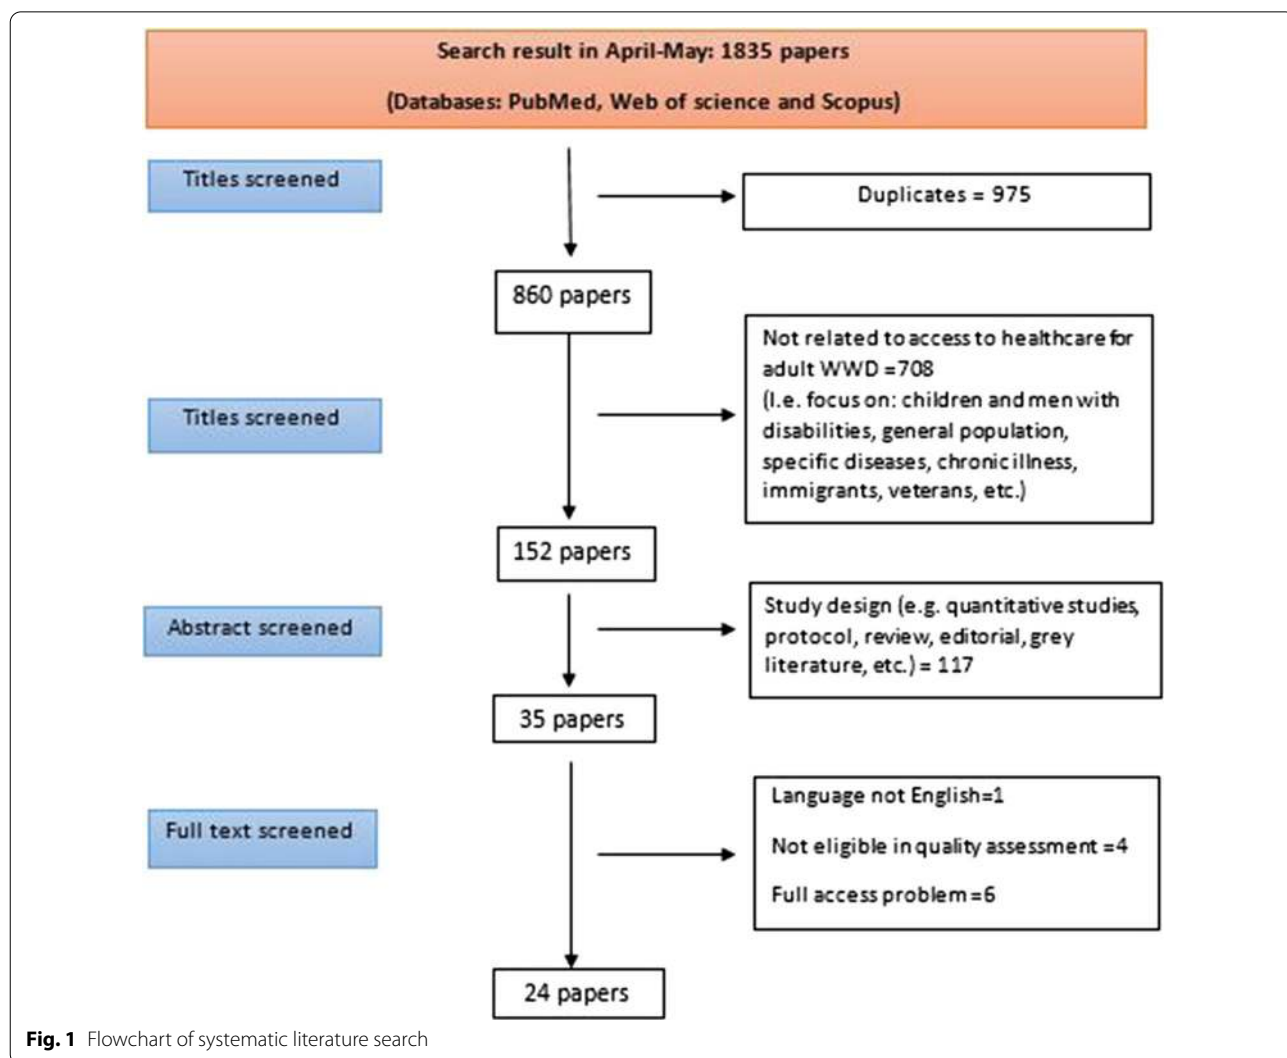 Search result in April-May: 1835 papers
(Databases: PubMed, Web of science and Scopus)
Titles screened
Duplicates = 975
860 papers
Titles screened
Not related to access to healthcare for
adult WWD =708
(I.e. focus on: children and men with
disabilities, general population,
specific diseases, chronic illness,
immigrants, veterans, etc.)
152 papers
Abstract screened
Study design (e.g. quantitative studies,
protocol, review, editorial, grey
literature, etc.) = 117
35 papers
Full text screened
Language not English=1
Not eligible in quality assessment =4
Full access problem =6
24 papers
Fig. 1 Flowchart of systematic literature search